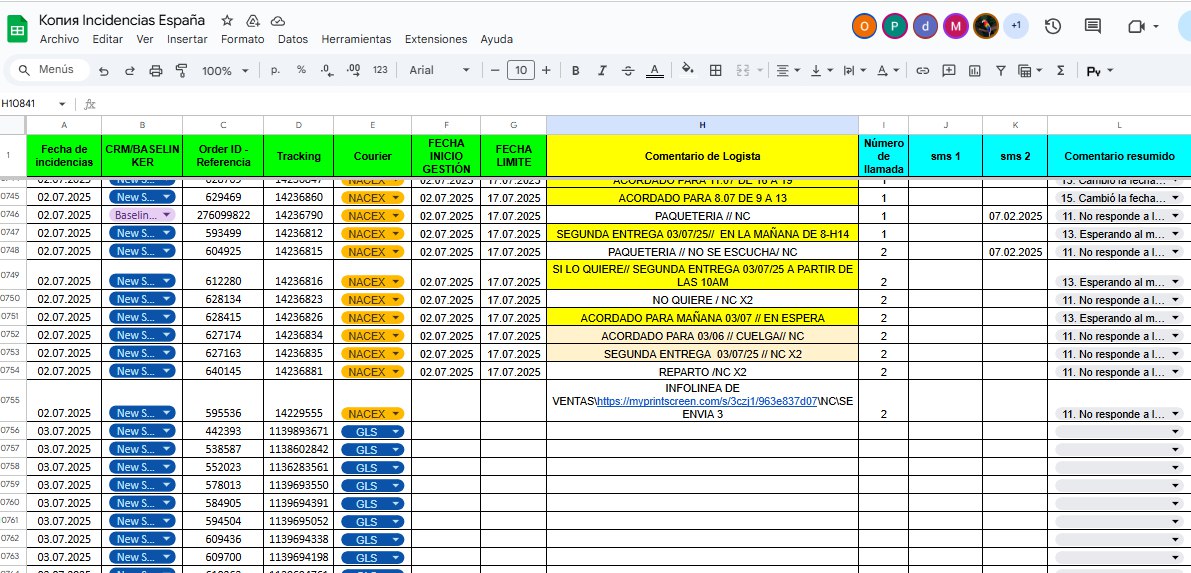 Копия Incidencias España
Archivo Editar Ver Insertar Formato Datos Herramientas Extensiones Ayuda
O P d M +1
Menús 100% р. % .0 .00 123 Arial 10 B I A Σ Py
H10841 fx
A B C D E F G H I J K L
1 Fecha de incidencias CRM/BASELINKER Order ID - Referencia Tracking Courier FECHA INICIO GESTIÓN FECHA LIMITE Comentario de Logista Número de llamada sms 1 sms 2 Comentario resumido
02.07.2025 New S... 14236847 NACEX 02.07.2025 17.07.2025 ACORDADO PARA 11.07 DE 16 A 19 1 15. Cambió la fecha...
0745 02.07.2025 New S... 629469 14236860 NACEX 02.07.2025 17.07.2025 ACORDADO PARA 8.07 DE 9 A 13 1 15. Cambió la fecha...
0746 02.07.2025 Baselin... 276099822 14236790 NACEX 02.07.2025 17.07.2025 PAQUETERIA // NC 1 07.02.2025 11. No responde a l...
0747 02.07.2025 New S... 593499 14236812 NACEX 02.07.2025 17.07.2025 SEGUNDA ENTREGA 03/07/25// EN LA MAÑANA DE 8-H14 1 13. Esperando al m...
0748 02.07.2025 New S... 604925 14236815 NACEX 02.07.2025 17.07.2025 PAQUETERIA // NO SE ESCUCHA/ NC 2 07.02.2025 11. No responde a l...
0749 02.07.2025 New S... 612280 14236816 NACEX 02.07.2025 17.07.2025 SI LO QUIERE// SEGUNDA ENTREGA 03/07/25 A PARTIR DE LAS 10AM 2 13. Esperando al m...
0750 02.07.2025 New S... 628134 14236823 NACEX 02.07.2025 17.07.2025 NO QUIERE / NC X2 2 11. No responde a l...
0751 02.07.2025 New S... 628415 14236826 NACEX 02.07.2025 17.07.2025 ACORDADO PARA MAÑANA 03/07 // EN ESPERA 2 13. Esperando al m...
0752 02.07.2025 New S... 627174 14236834 NACEX 02.07.2025 17.07.2025 ACORDADO PARA 03/06 // CUELGA// NC 2 11. No responde a l...
0753 02.07.2025 New S... 627163 14236835 NACEX 02.07.2025 17.07.2025 SEGUNDA ENTREGA 03/07/25 // NC X2 2 11. No responde a l...
0754 02.07.2025 New S... 640145 14236881 NACEX 02.07.2025 17.07.2025 REPARTO /NC X2 2 11. No responde a l...
0755 02.07.2025 New S... 595536 14229555 NACEX INFOLINEA DE VENTAS\https://myprintscreen.com/s/3czj1/963e837d07\NC\SE ENVIA 3 2 11. No responde a l...
0756 03.07.2025 New S... 442393 1139893671 GLS
0757 03.07.2025 New S... 538587 1138602842 GLS
0758 03.07.2025 New S... 552023 1136283561 GLS
0759 03.07.2025 New S... 578013 1139693550 GLS
0760 03.07.2025 New S... 584905 1139694391 GLS
0761 03.07.2025 New S... 594504 1139695052 GLS
0762 03.07.2025 New S... 609436 1139694338 GLS
0763 03.07.2025 New S... 609700 1139694198 GLS